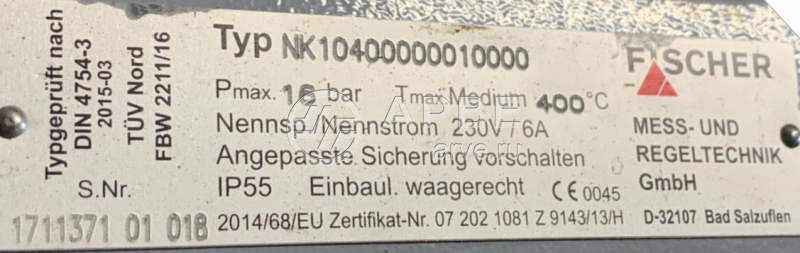 Typgeprüft nach
DIN 4754-3
2015-03
TÜV Nord
FBW 2211/16
Typ NK10400000010000
Pmax. 16 bar Tmax Medium 400°C
Nennsp./Nennstrom 230V/6A
Angepasste Sicherung vorschalten
IP55 Einbaul. waagerecht CE 0045
S.Nr.
1711371 01 018
2014/68/EU Zertifikat-Nr. 07 202 1081 Z 9143/13/H
FISCHER
MESS- UND
REGELTECHNIK
GmbH
D-32107 Bad Salzuflen
arve.ru